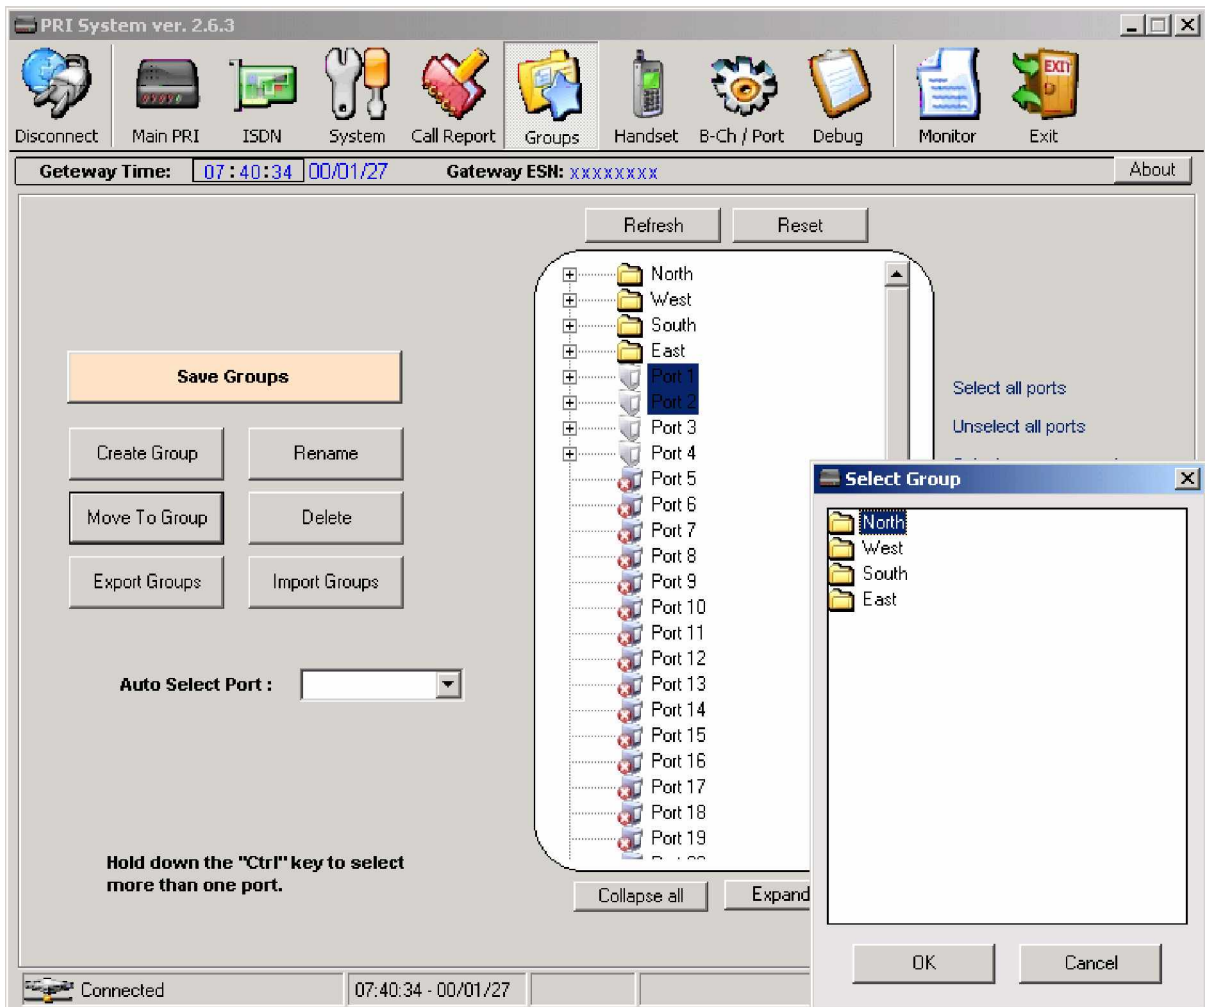 PRI System ver. 2.6.3
Disconnect Main PRI ISDN System Call Report Groups Handset B-Ch / Port Debug Monitor Exit
EXIT
Geteway Time: 07:40:34 00/01/27 Gateway ESN: xxxxxxxx About
Refresh Reset
North
West
South
East
Port 1
Port 2
Port 3
Port 4
Port 5
Port 6
Port 7
Port 8
Port 9
Port 10
Port 11
Port 12
Port 13
Port 14
Port 15
Port 16
Port 17
Port 18
Port 19
Save Groups
Create Group Rename
Move To Group Delete
Export Groups Import Groups
Auto Select Port :
Hold down the "Ctrl" key to select
more than one port.
Collapse all Expand
Select all ports
Unselect all ports
Select Group
North
West
South
East
OK Cancel
Connected 07:40:34 - 00/01/27